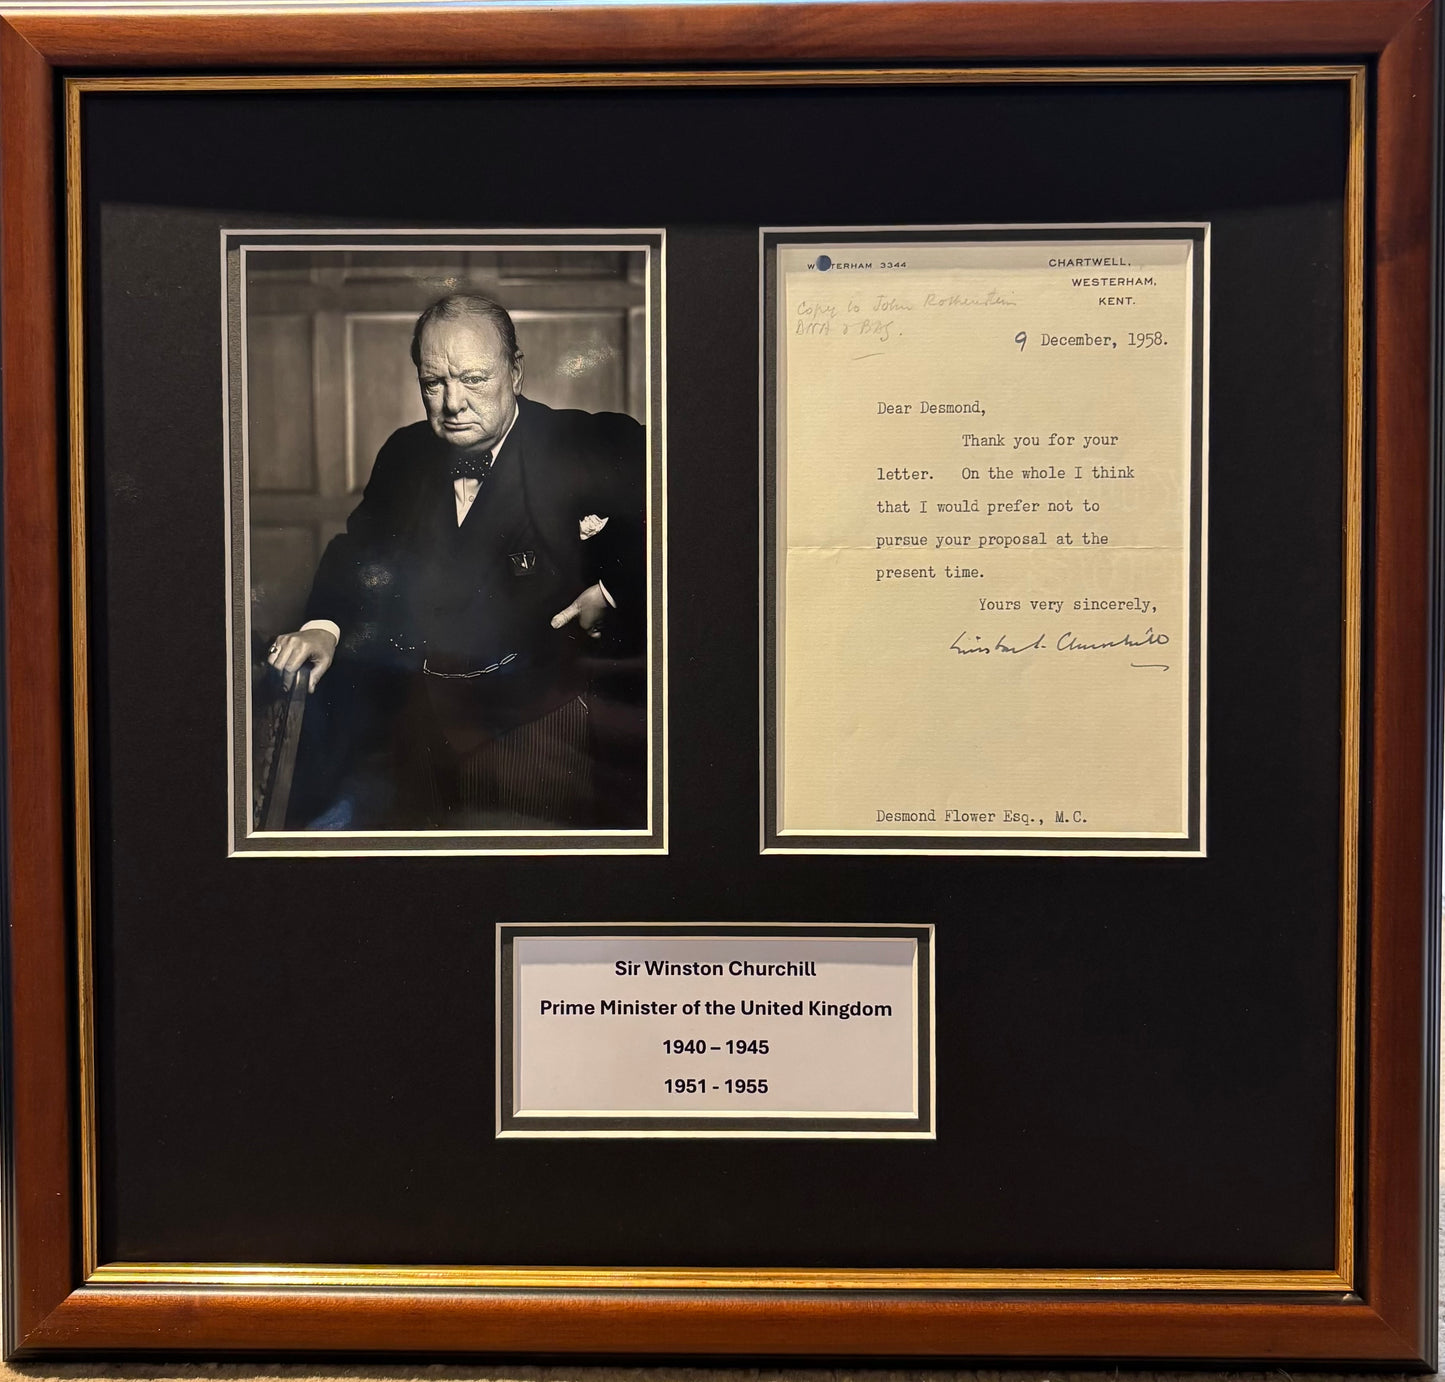 TERHAM 3344
CHARTWELL,
WESTERHAM,
KENT.
Copy to John Rothenstein
9 December, 1958.
Dear Desmond,
Thank you for your
letter. On the whole I think
that I would prefer not to
pursue your proposal at the
present time.
Yours very sincerely,
Winston S. Churchill
Desmond Flower Esq., M.C.
Sir Winston Churchill
Prime Minister of the United Kingdom
1940 – 1945
1951 - 1955